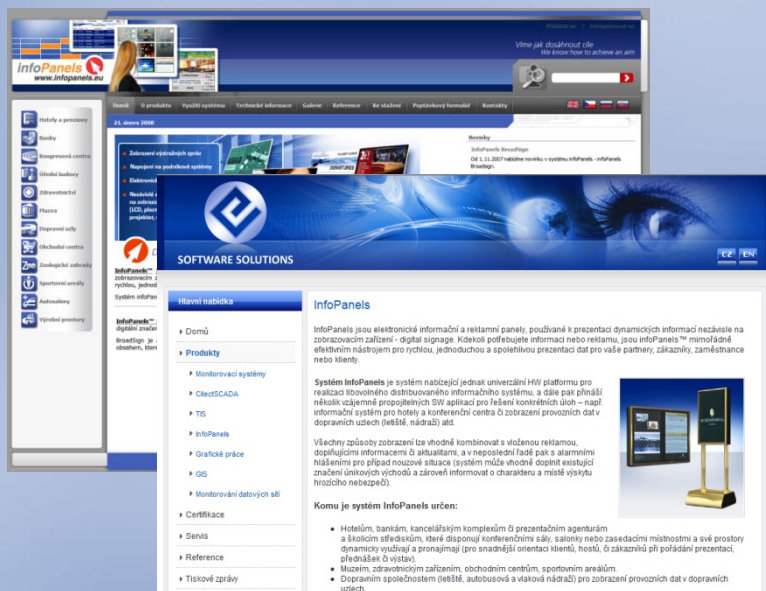 Víme jak dosáhnout cíle
We know how to achieve an aim
infoPanels
www.infopanels.eu
Domů
O produktu
Využití systému
Technické informace
Galerie
Reference
Ke stažení
Poptávkový formulář
Kontakty
21. února 2008
Hotely a penziony
Banky
Kongresová centra
Úřední budovy
Zdravotnictví
Muzea
Dopravní uzly
Obchodní centra
Zoo
Zoologické zahrady
Sportovní areály
Autosalony
Výrobní prostory
Zobrazení výstražných zpráv
Napojení na podnikové systémy
Novinky
InfoPanels BroadSign
Od 1.11.2007 nabízíme novinku v systému infoPanels - infoPanels
Broadsign.
SOFTWARE SOLUTIONS
CZ EN
Hlavní nabídka
Domů
Produkty
Monitorovací systémy
CitectSCADA
TIS
InfoPanels
Grafické práce
GIS
Monitorování datových sítí
Certifikace
Servis
Reference
Tiskové zprávy
InfoPanels
InfoPanels jsou elektronické informační a reklamní panely, používané k prezentaci dynamických informací nezávisle na
zobrazovacím zařízení - digital signage. Kdekoli potřebujete informaci nebo reklamu, jsou infoPanels™ mimořádně
efektivním nástrojem pro rychlou, jednoduchou a spolehlivou prezentaci dat pro vaše partnery, zákazníky, zaměstnance
nebo klienty.
Systém InfoPanels je systém nabízející jednak univerzální HW platformu pro
realizaci libovolného distribuovaného informačního systému, a dále pak přináší
několik vzájemně propojitelných SW aplikací pro řešení konkrétních úloh – např.
informační systém pro hotely a konferenční centra či zobrazení provozních dat v
dopravních uzlech (letiště, nádraží) atd.
Všechny způsoby zobrazení lze vhodně kombinovat s vloženou reklamou,
doplňujícími informacemi či aktualitami, a v neposlední řadě pak s alarmními
hlášeními pro případ nouzové situace (systém může vhodně doplnit existující
značení únikových východů a zároveň informovat o charakteru a místě výskytu
hrozícího nebezpečí).
Komu je systém InfoPanels určen:
Hotelům, bankám, kancelářským komplexům či prezentačním agenturám
a školicím střediskům, které disponují konferenčními sály, salonky nebo zasedacími místnostmi a své prostory
dynamicky využívají a pronajímají (pro snadnější orientaci klientů, hostů, či zákazníků při pořádání prezentací,
přednášek či výstav).
Muzeím, zdravotnickým zařízením, obchodním centrům, sportovním areálům.
Dopravním společnostem (letiště, autobusová a vlaková nádraží) pro zobrazení provozních dat v dopravních
uzlech.